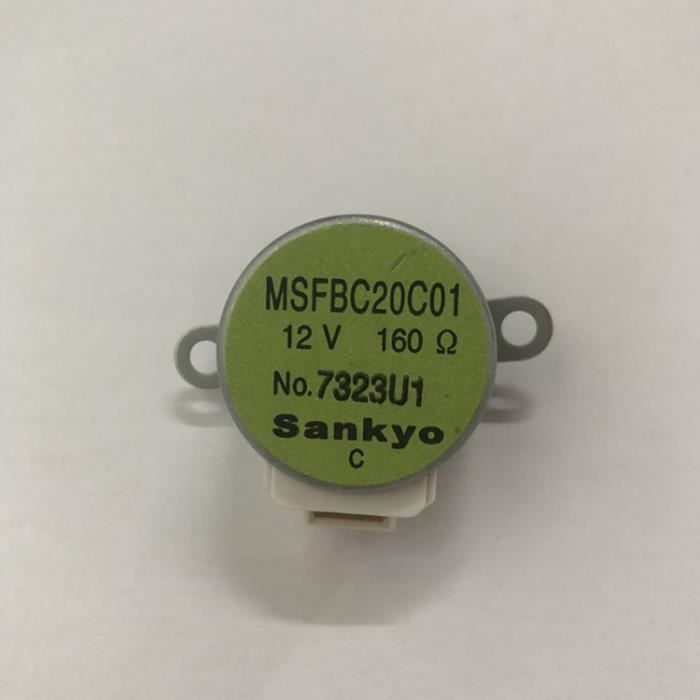 MSFBC20C01
12 V 160 Ω
No. 7323U1
Sankyo
C